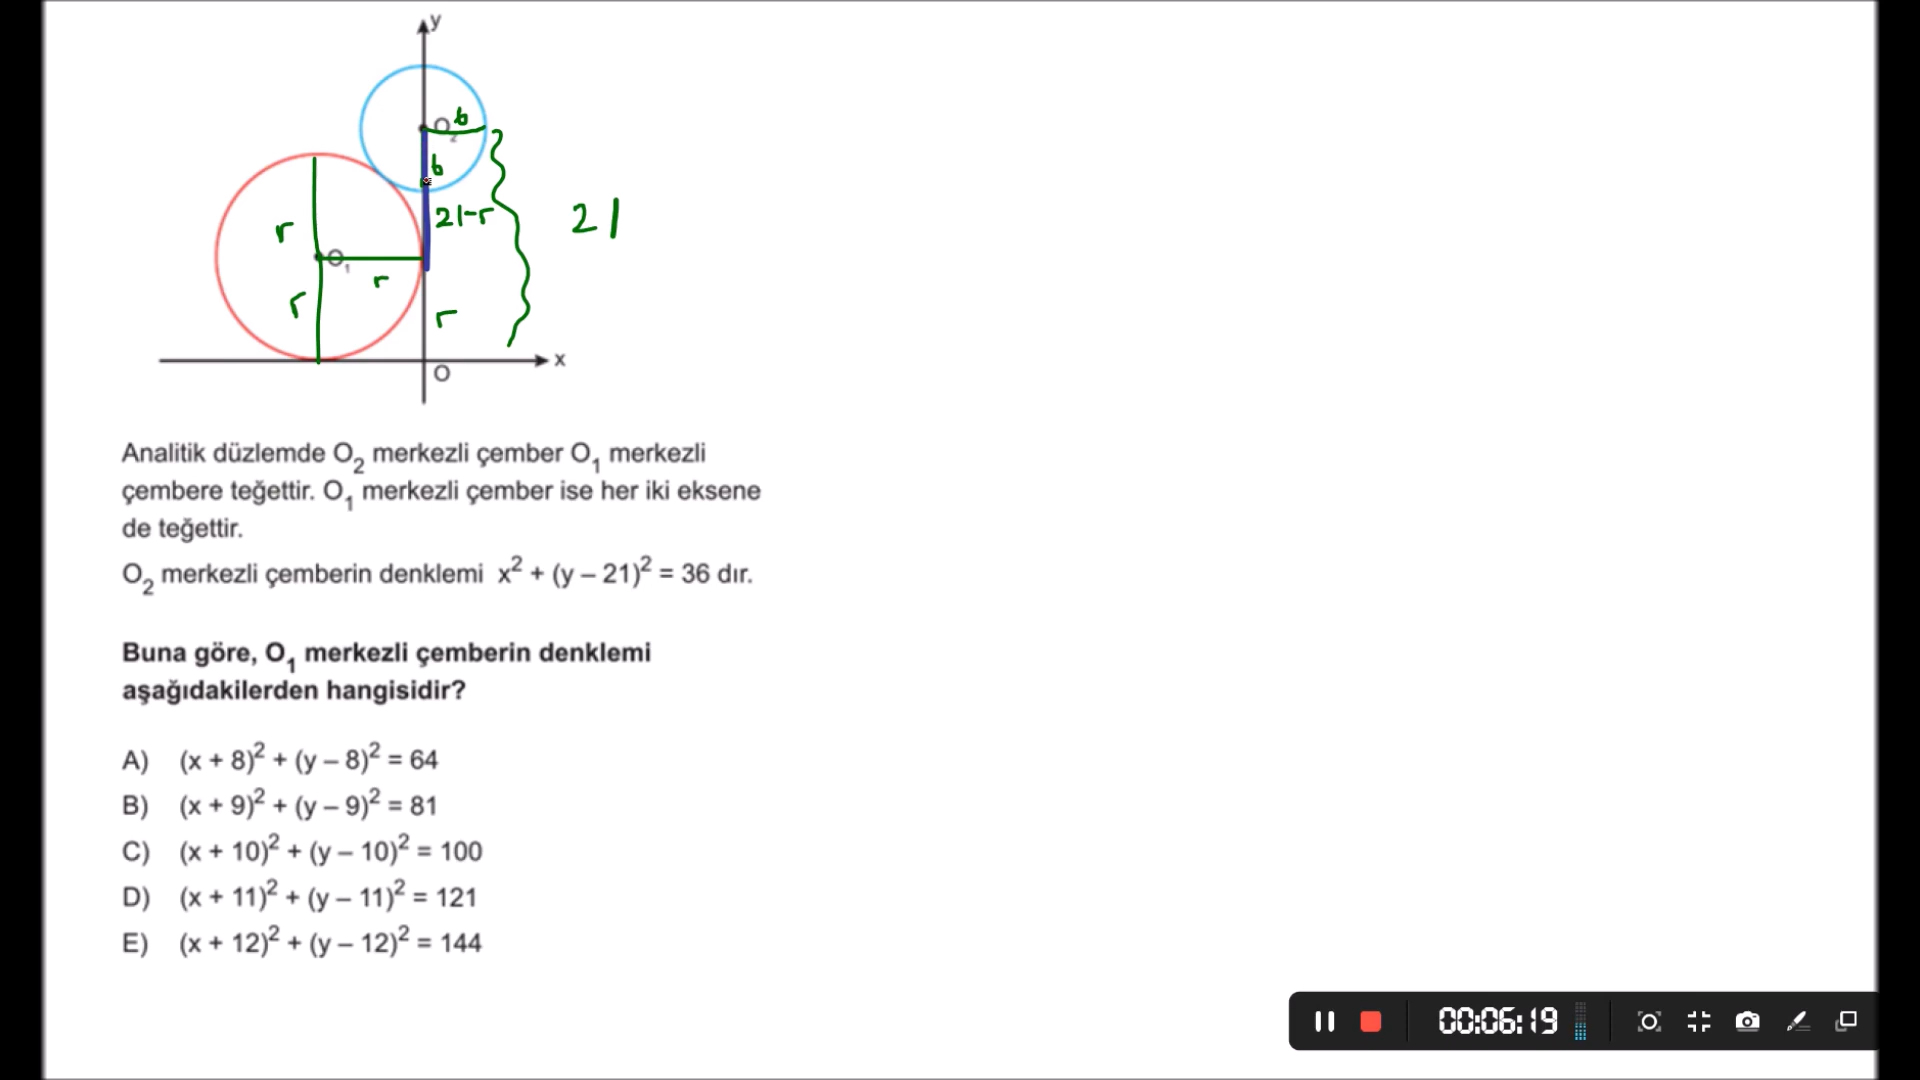 y
O2 6
6
21-r
21
r
O1
r
r
r
x
O
Analitik düzlemde O2 merkezli çember O1 merkezli
çembere teğettir. O1 merkezli çember ise her iki eksene
de teğettir.
O2 merkezli çemberin denklemi x² + (y – 21)² = 36 dır.
Buna göre, O1 merkezli çemberin denklemi
aşağıdakilerden hangisidir?
A) (x + 8)² + (y – 8)² = 64
B) (x + 9)² + (y – 9)² = 81
C) (x + 10)² + (y – 10)² = 100
D) (x + 11)² + (y – 11)² = 121
E) (x + 12)² + (y – 12)² = 144
00:06:19